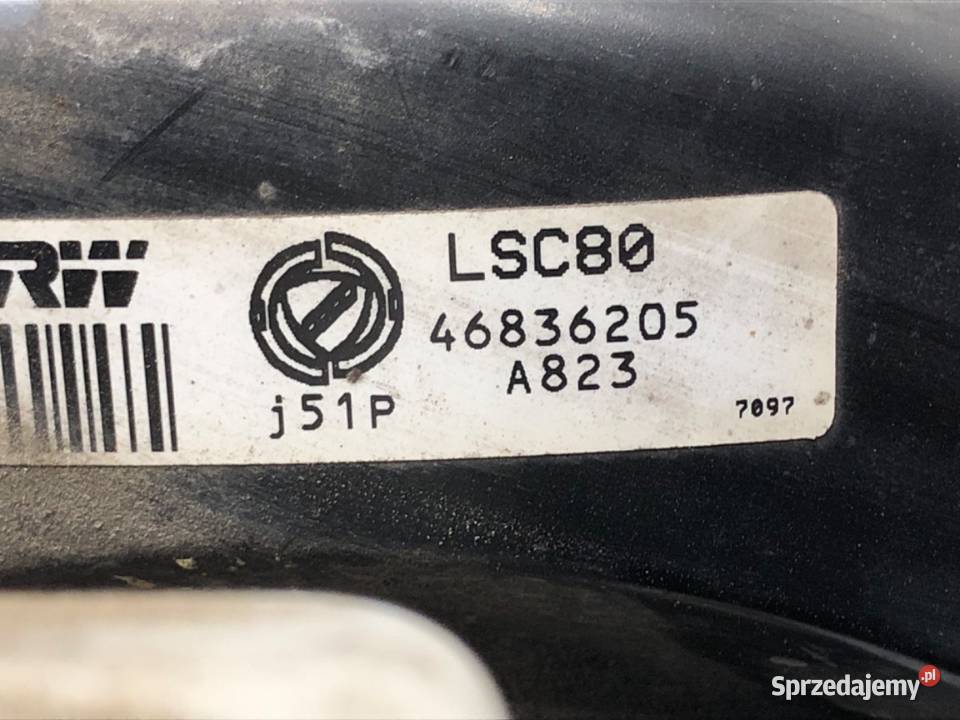 RW
LSC80
46836205
A823
j51P
7097
Sprzedajemy.pl